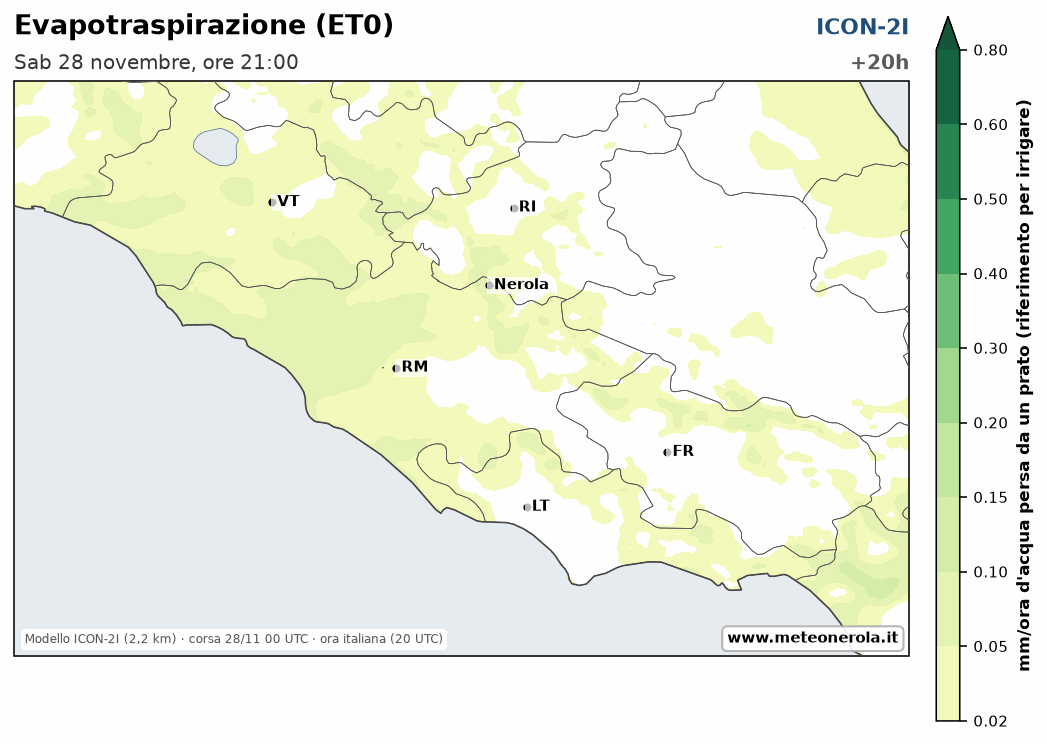 Evapotraspirazione (ET0)
ICON-2I
Sab 28 novembre, ore 21:00
+20h
VT
RI
Nerola
RM
FR
LT
Modello ICON-2I (2,2 km) · corsa 28/11 00 UTC · ora italiana (20 UTC)
www.meteonerola.it
0.80
0.60
0.50
0.40
0.30
0.20
0.15
0.10
0.05
0.02
mm/ora d'acqua persa da un prato (riferimento per irrigare)